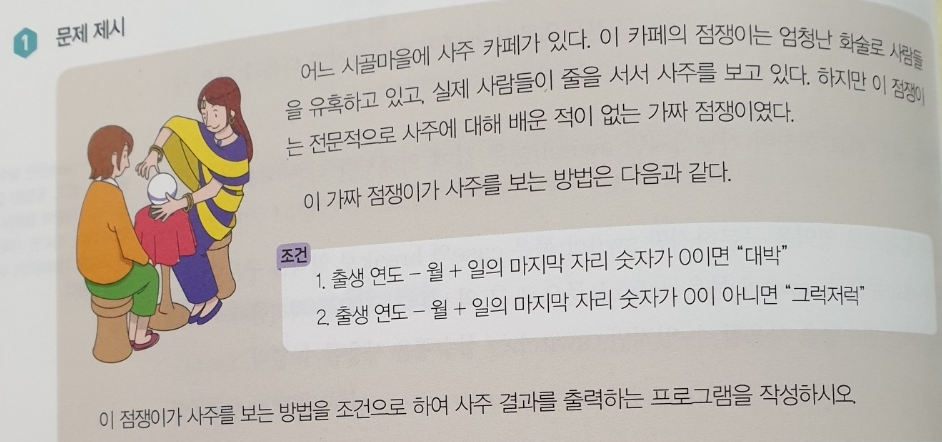 1 문제 제시
어느 시골마을에 사주 카페가 있다. 이 카페의 점쟁이는 엄청난 화술로 사람들
을 유혹하고 있고, 실제 사람들이 줄을 서서 사주를 보고 있다. 하지만 이 점쟁이
는 전문적으로 사주에 대해 배운 적이 없는 가짜 점쟁이였다.
이 가짜 점쟁이가 사주를 보는 방법은 다음과 같다.
조건
1. 출생 연도 - 월 + 일의 마지막 자리 숫자가 0이면 “대박”
2. 출생 연도 - 월 + 일의 마지막 자리 숫자가 0이 아니면 “그럭저럭”
이 점쟁이가 사주를 보는 방법을 조건으로 하여 사주 결과를 출력하는 프로그램을 작성하시오.